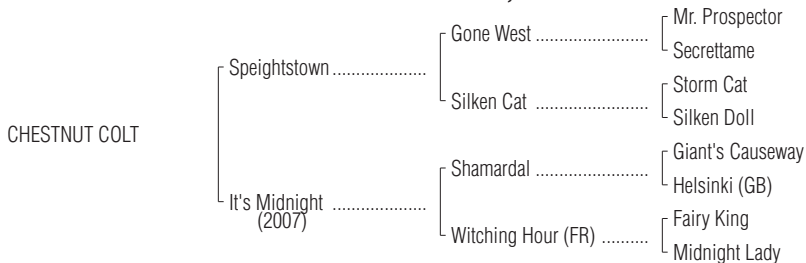 Mr. Prospector
Gone West ..............................
Secrettame
Speightstown .....................
Storm Cat
Silken Cat ..............................
Silken Doll
CHESTNUT COLT
Giant's Causeway
Shamardal ..............................
Helsinki (GB)
It's Midnight .....................
(2007)
Fairy King
Witching Hour (FR) ..........
Midnight Lady